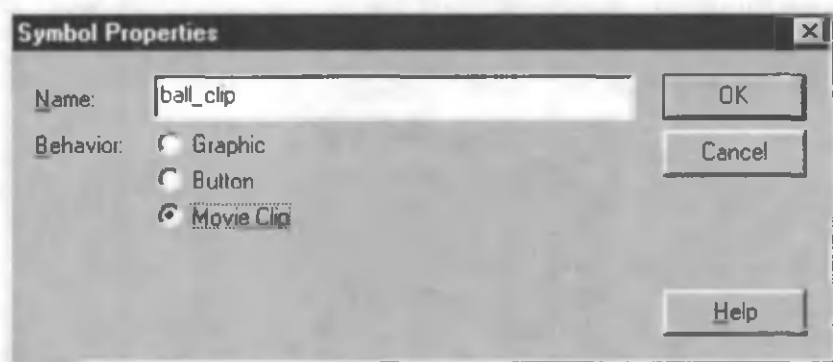 Symbol Properties
Name: ball_clip OK
Behavior: Graphic Cancel
Button
Movie Clip
Help